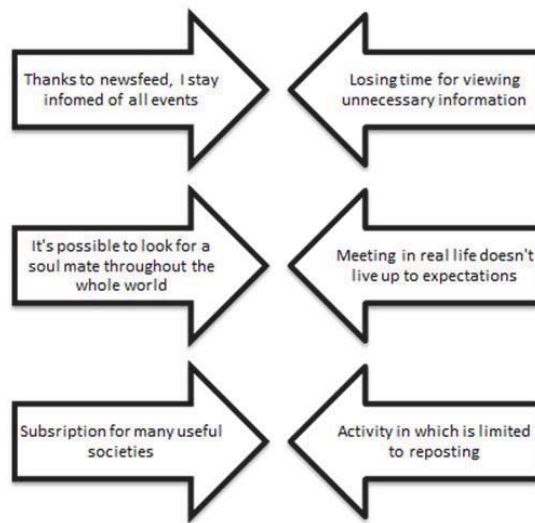 Thanks to newsfeed, I stay
infomed of all events
Losing time for viewing
unnecessary information
It's possible to look for a
soul mate throughout the
whole world
Meeting in real life doesn't
live up to expectations
Subsription for many useful
societies
Activity in which is limited
to reposting